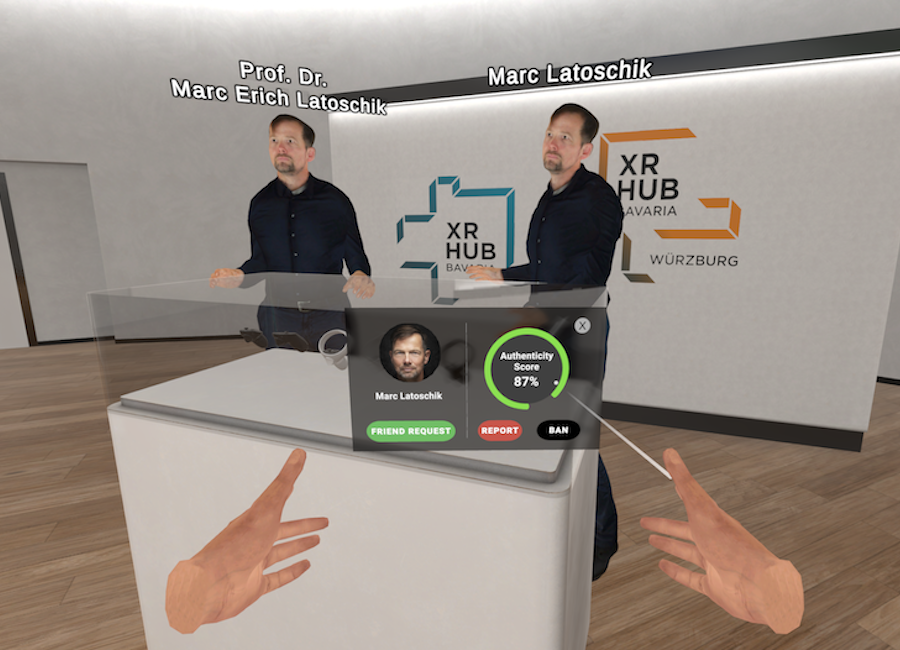 Prof. Dr.
Marc Erich Latoschik
Marc Latoschik
XR
HUB
BAVARIA
XR
HUB
BAVARIA
WÜRZBURG
X
Marc Latoschik
Authenticity
Score
87%
FRIEND REQUEST
REPORT
BAN